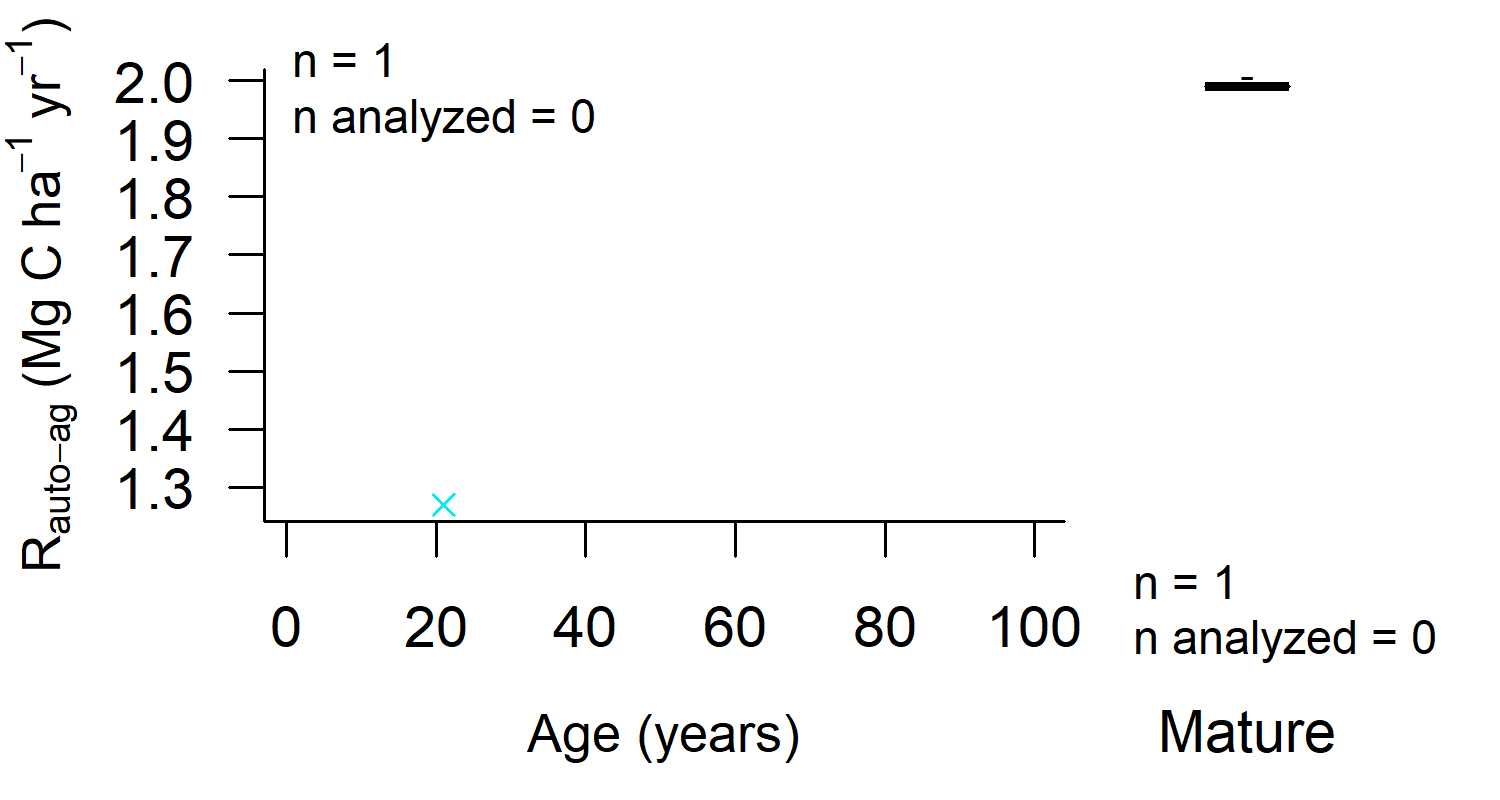 R_auto−ag (Mg C ha⁻¹ yr⁻¹)
n = 1
n analyzed = 0
2.0
1.9
1.8
1.7
1.6
1.5
1.4
1.3
0 20 40 60 80 100
Age (years)
n = 1
n analyzed = 0
Mature